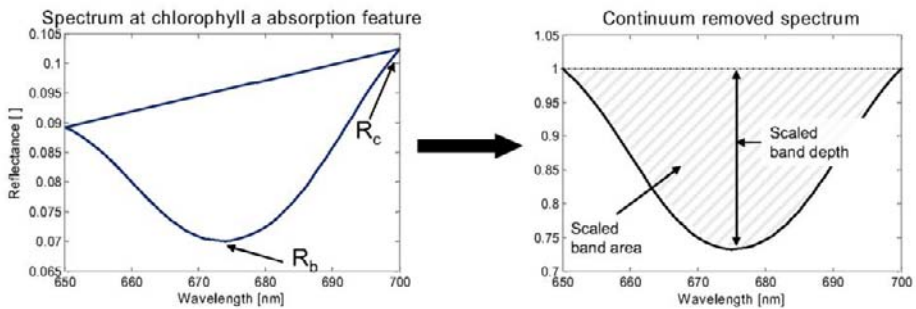 Spectrum at chlorophyll a absorption feature
0.105
0.1
0.095
0.09
0.085
0.08
0.075
0.07
0.065
650
660
670
680
690
700
Reflectance [ ]
Wavelength [nm]
Rc
Rb
Continuum removed spectrum
1.05
1
0.95
0.9
0.85
0.8
0.75
0.7
650
660
670
680
690
700
Wavelength [nm]
Scaled
band depth
Scaled
band area